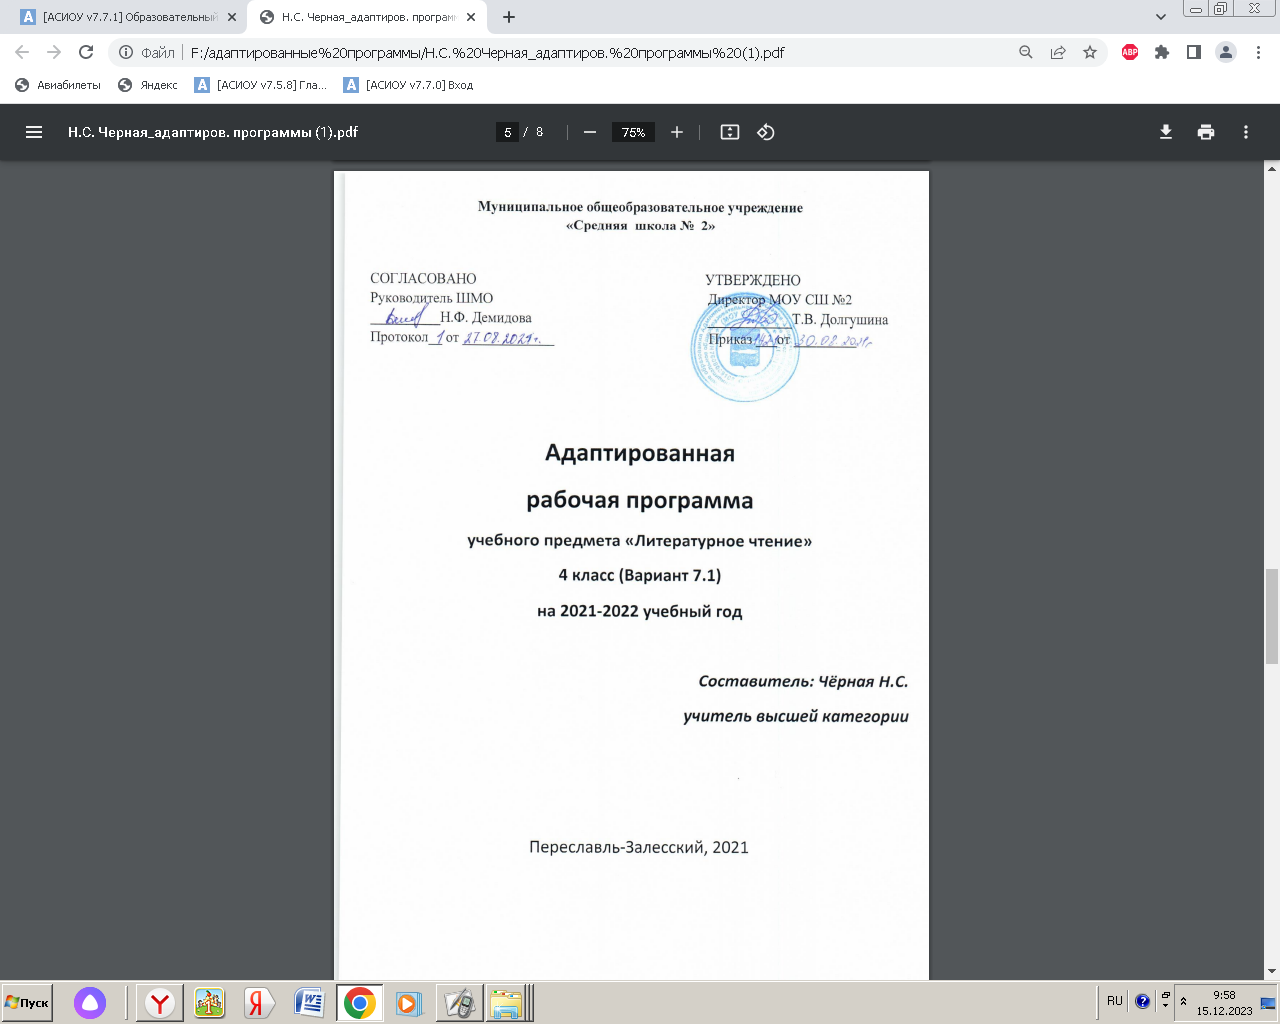 [АСИОУ v7.7.1] Образовательный
Н.С. Черная_адаптиров. програм
Файл
F:/адаптированные%20программы/Н.С.%20Черная_адаптиров.%20программы%20(1).pdf
ABP
Авиабилеты
Яндекс
[АСИОУ v7.5.8] Гла...
[АСИОУ v7.7.0] Вход
Н.С. Черная_адаптиров. программы (1).pdf
5 / 8
75%
Муниципальное общеобразовательное учреждение
«Средняя школа № 2»
СОГЛАСОВАНО
Руководитель ШМО
Н.Ф. Демидова
Протокол 1 от 27.08.2021г.
УТВЕРЖДЕНО
Директор МОУ СШ №2
Т.В. Долгушина
Приказ от 30.08.2021г
Адаптированная
рабочая программа
учебного предмета «Литературное чтение»
4 класс (Вариант 7.1)
на 2021-2022 учебный год
Составитель: Чёрная Н.С.
учитель высшей категории
Переславль-Залесский, 2021
Пуск
RU
9:58
15.12.2023